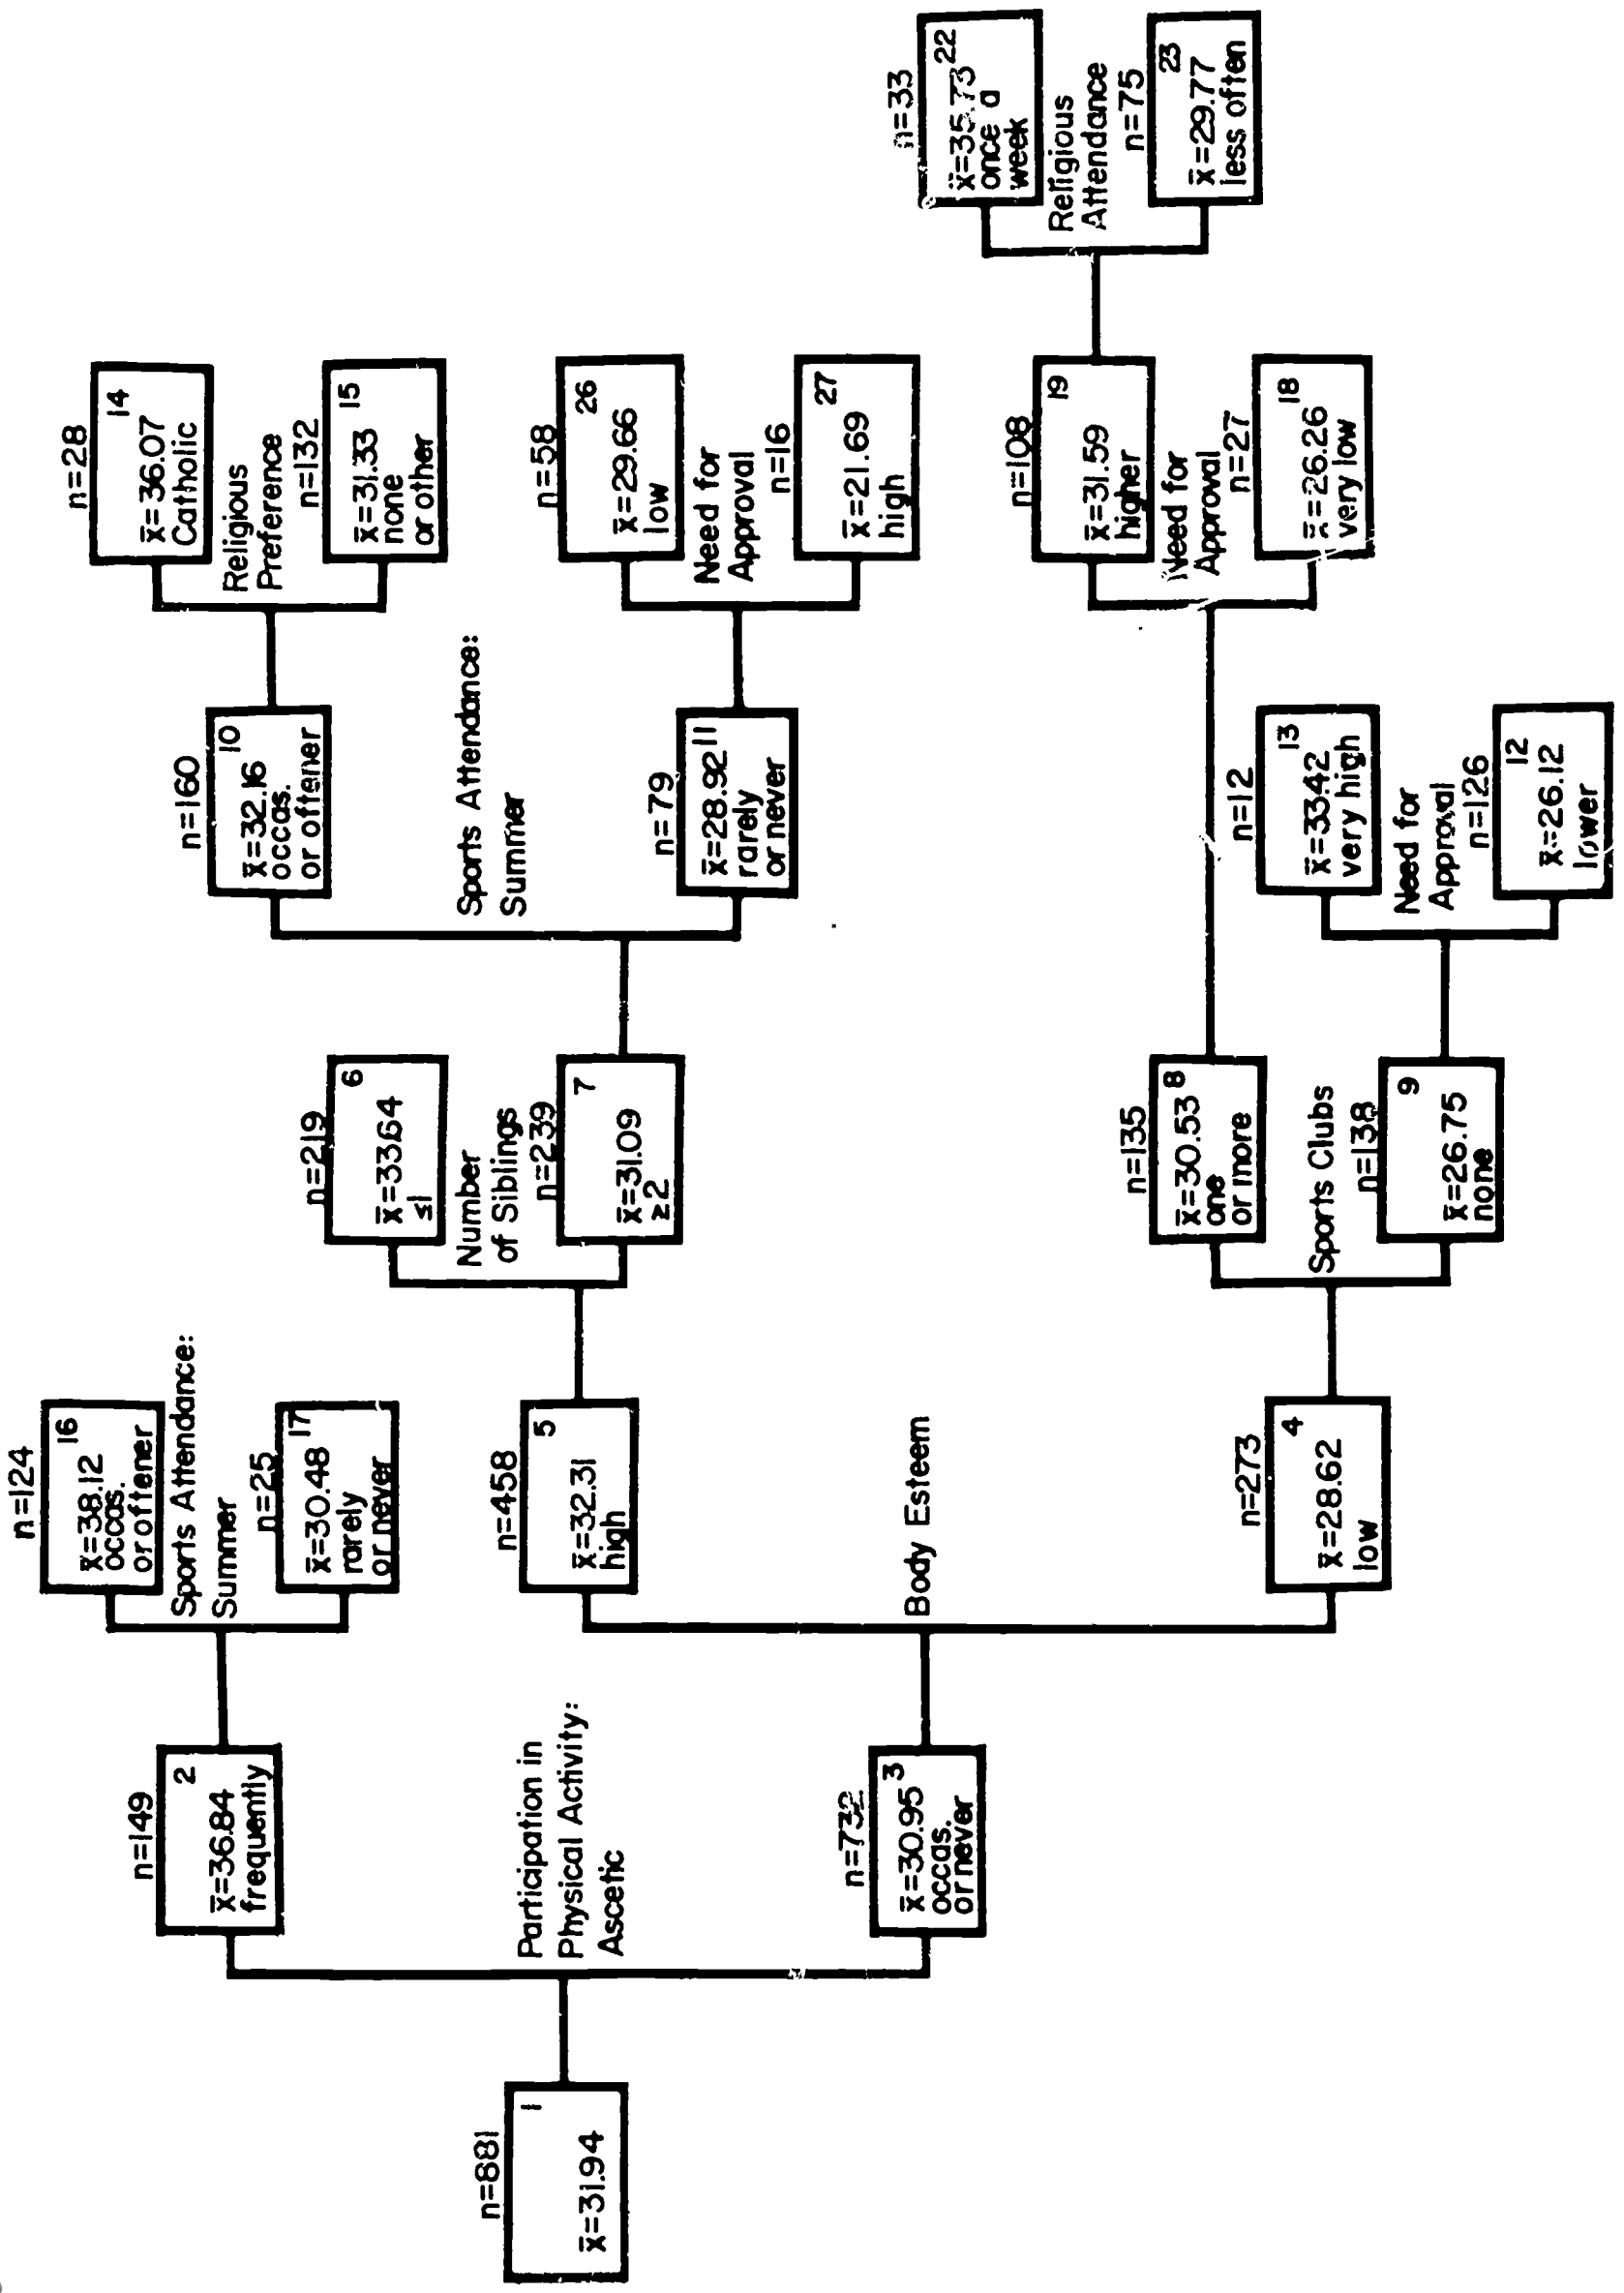 n=881
1
x̄=31.94
Participation in
Physical Activity:
Ascetic
n=149
2
x̄=36.84
frequently
n=732
3
x̄=30.95
occas.
or never
Sports Attendance:
Summer
n=124
16
x̄=38.12
occas.
or oftener
n=25
17
x̄=30.48
rarely
or never
Body Esteem
n=458
5
x̄=32.31
high
n=273
4
x̄=28.62
low
Number
of Siblings
n=219
6
x̄=33.64
≤1
n=239
7
x̄=31.09
≥2
Sports Clubs
n=135
8
x̄=30.53
one
or more
n=138
9
x̄=26.75
none
Sports Attendance:
Summer
n=160
10
x̄=32.16
occas.
or oftener
n=79
11
x̄=28.92
rarely
or never
Need for
Approval
n=12
13
x̄=33.42
very high
n=126
12
x̄=26.12
lower
Religious
Preference
n=28
14
x̄=36.07
Catholic
n=132
15
x̄=31.33
none
or other
Need for
Approval
n=58
26
x̄=29.66
low
n=16
27
x̄=21.69
high
Need for
Approval
n=108
19
x̄=31.59
higher
n=27
18
x̄=26.26
very low
Religious
Attendance
n=33
22
x̄=35.73
once a
week
n=75
23
x̄=29.77
less often